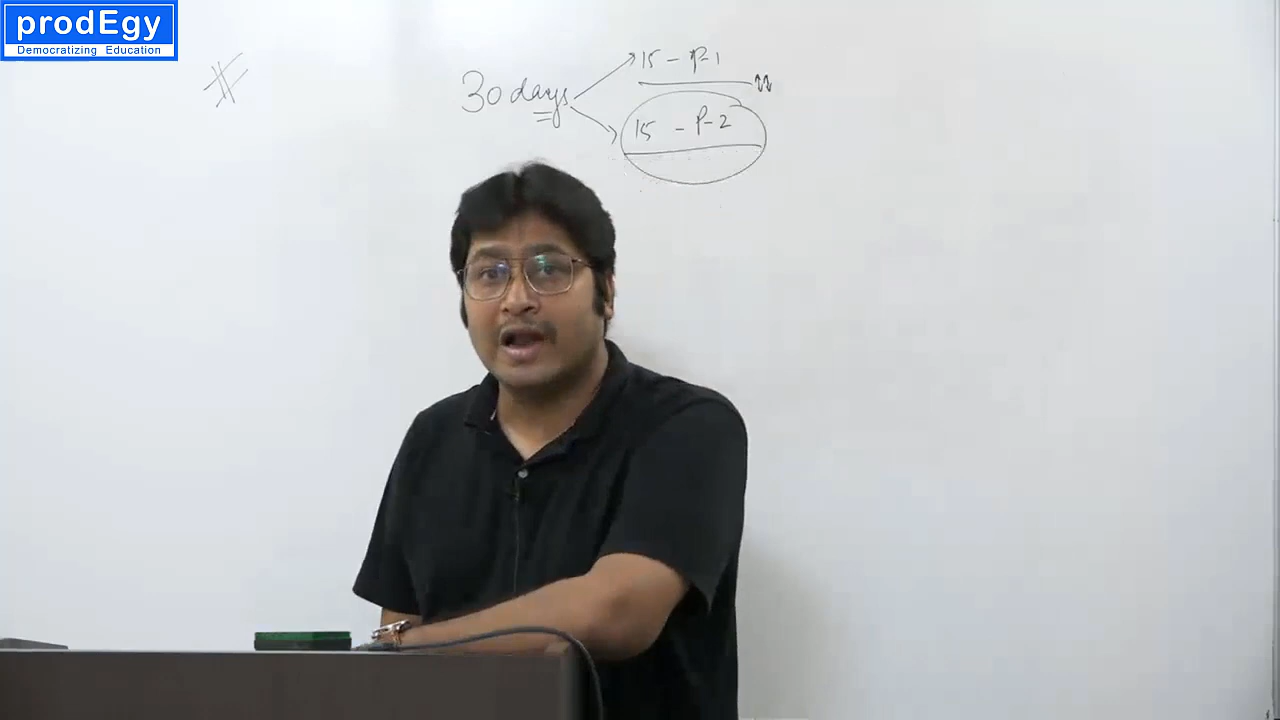 prodEgy
Democratizing Education
#
30 days
15 - P-1
15 - P-2